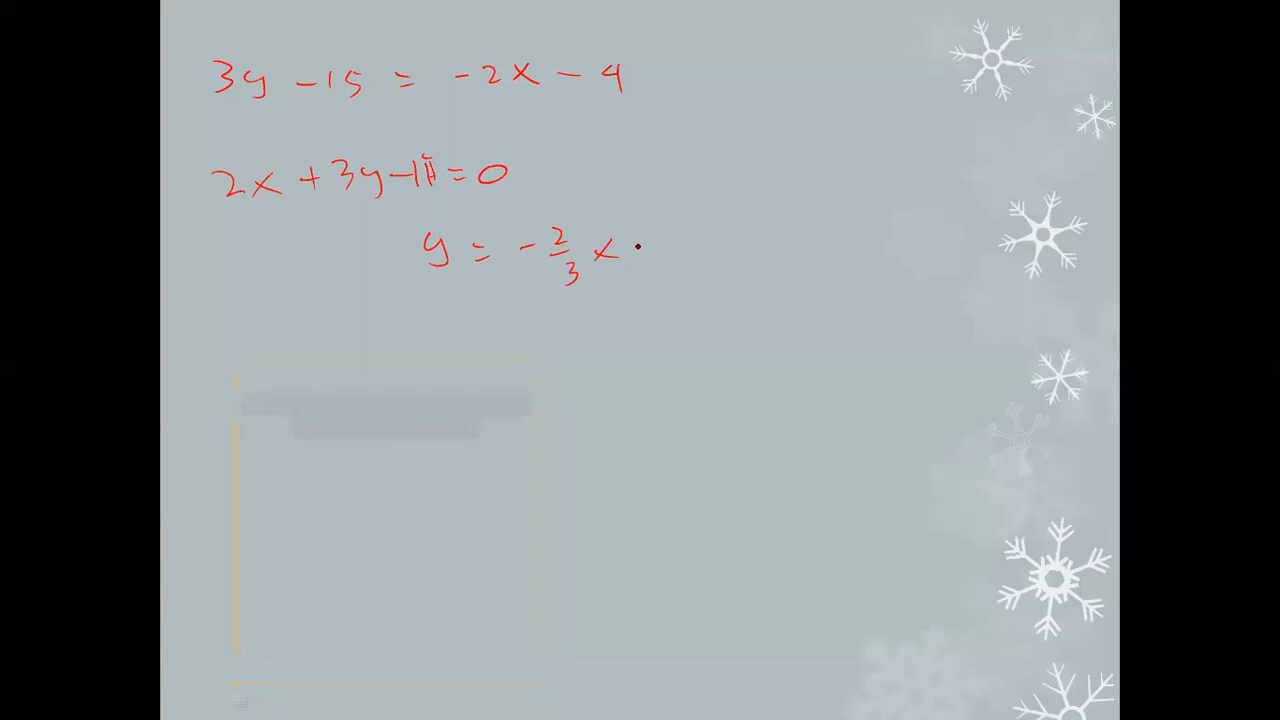 3y - 15 = -2x - 4
2x + 3y - 11 = 0
y = -2/3 x